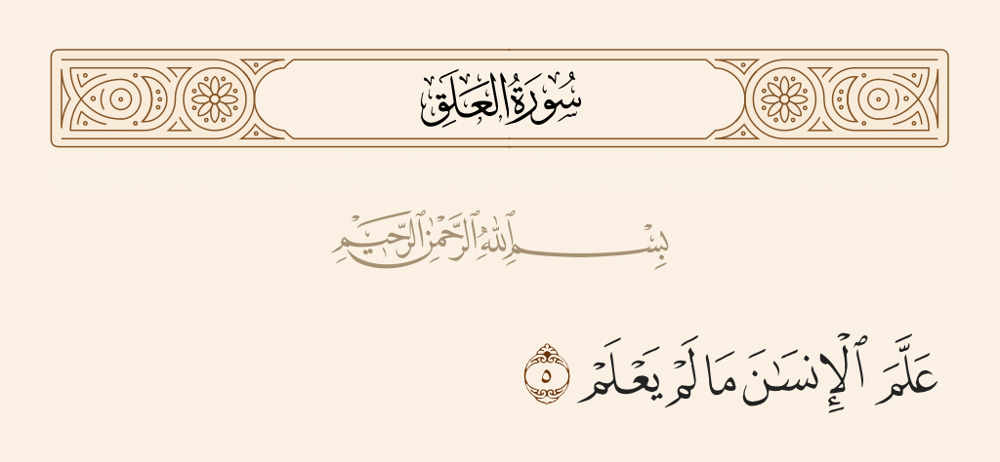 سُورَةُ العَلَقِ
بِسْمِ ٱللَّهِ ٱلرَّحْمَٰنِ ٱلرَّحِيمِ
عَلَّمَ ٱلْإِنسَـٰنَ مَا لَمْ يَعْلَمْ ٥